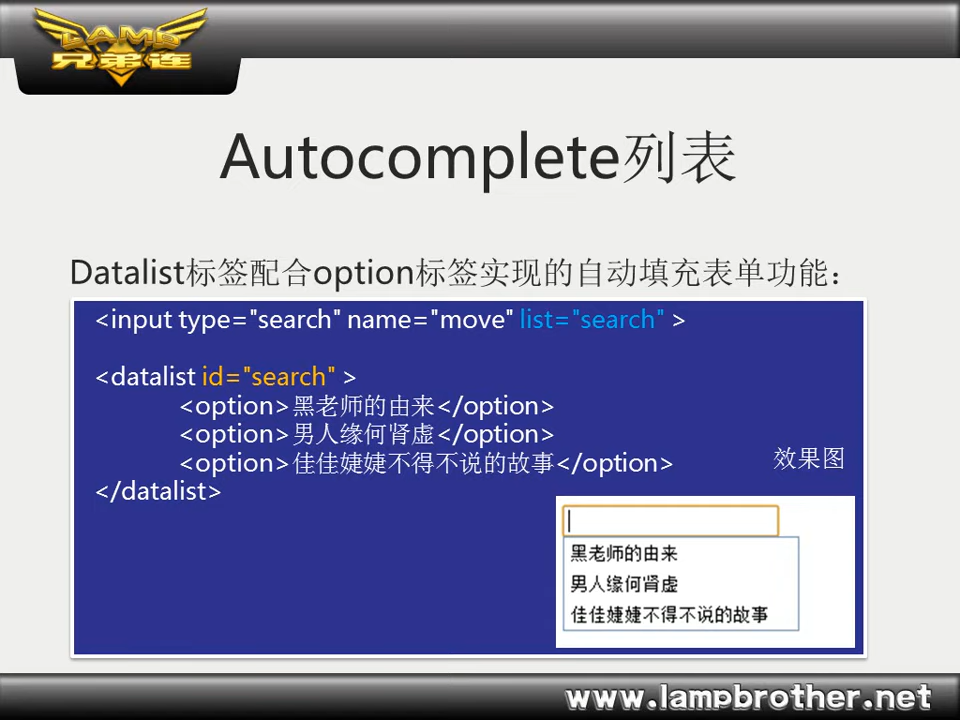 LAMP
兄弟连
Autocomplete列表
Datalist标签配合option标签实现的自动填充表单功能：
<input type="search" name="move" list="search" >
<datalist id="search" >
<option>黑老师的由来</option>
<option>男人缘何肾虚</option>
<option>佳佳婕婕不得不说的故事</option>
</datalist>
效果图
黑老师的由来
男人缘何肾虚
佳佳婕婕不得不说的故事
www.lampbrother.net